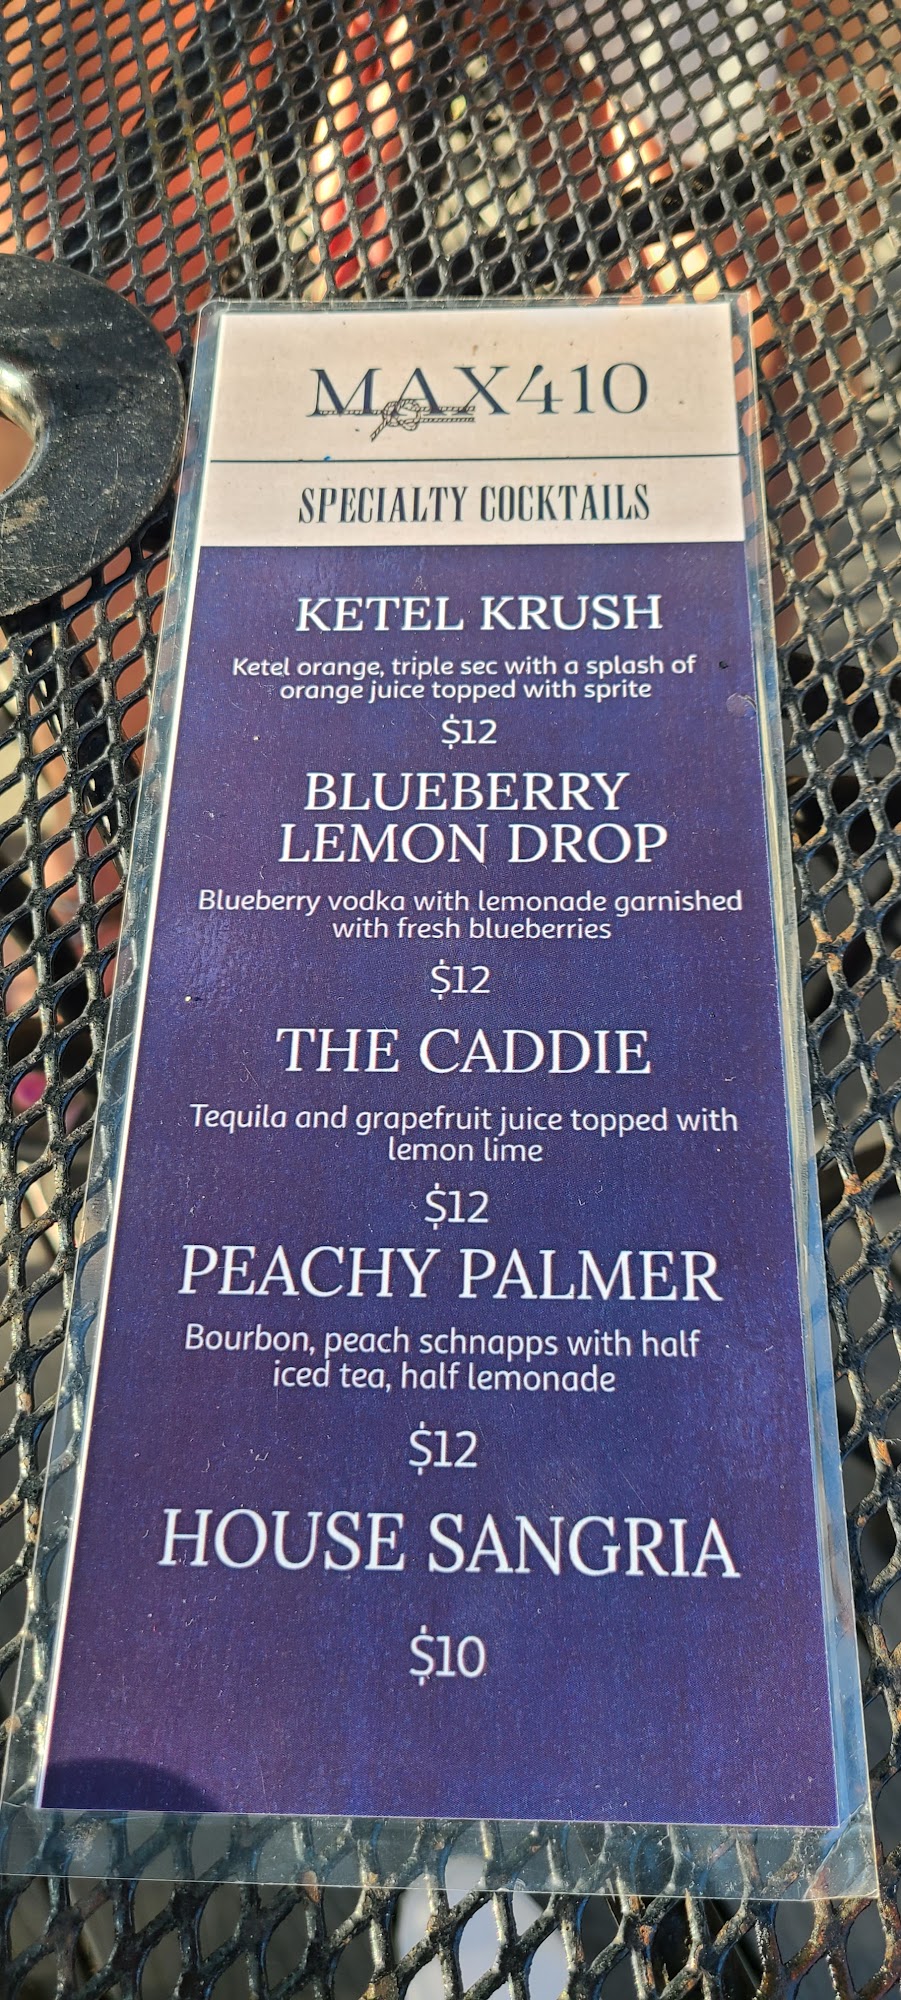 MAX410
SPECIALTY COCKTAILS
KETEL KRUSH
Ketel orange, triple sec with a splash of
orange juice topped with sprite
$12
BLUEBERRY
LEMON DROP
Blueberry vodka with lemonade garnished
with fresh blueberries
$12
THE CADDIE
Tequila and grapefruit juice topped with
lemon lime
$12
PEACHY PALMER
Bourbon, peach schnapps with half
iced tea, half lemonade
$12
HOUSE SANGRIA
$10